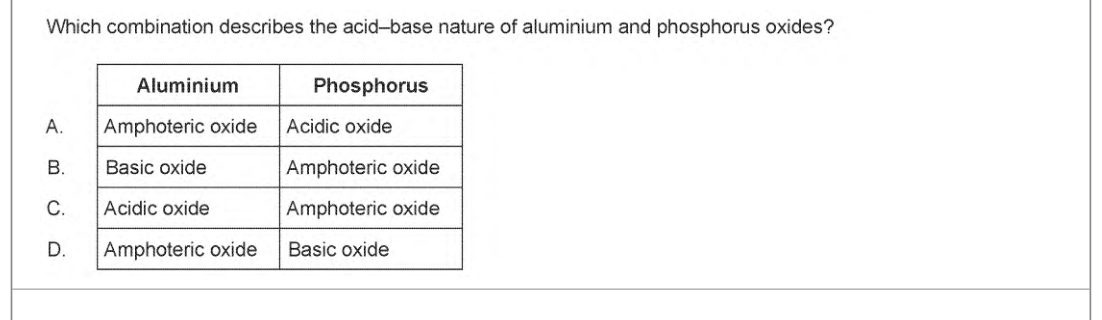 Which combination describes the acid–base nature of aluminium and phosphorus oxides?
Aluminium Phosphorus
A. Amphoteric oxide Acidic oxide
B. Basic oxide Amphoteric oxide
C. Acidic oxide Amphoteric oxide
D. Amphoteric oxide Basic oxide